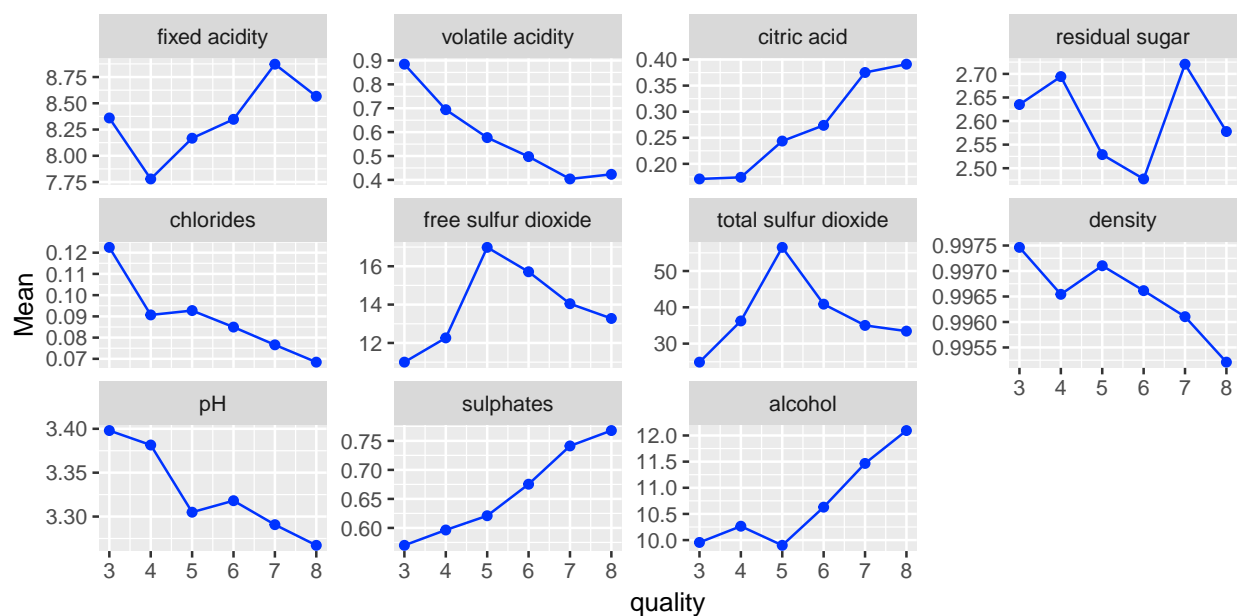 fixed acidity
volatile acidity
citric acid
residual sugar
8.75
8.50
8.25
8.00
7.75
0.9
0.8
0.7
0.6
0.5
0.4
0.40
0.35
0.30
0.25
0.20
2.70
2.65
2.60
2.55
2.50
chlorides
free sulfur dioxide
total sulfur dioxide
density
0.12
0.11
0.10
0.09
0.08
0.07
16
14
12
50
40
30
0.9975
0.9970
0.9965
0.9960
0.9955
3 4 5 6 7 8
Mean
pH
sulphates
alcohol
3.40
3.35
3.30
0.75
0.70
0.65
0.60
12.0
11.5
11.0
10.5
10.0
3 4 5 6 7 8
3 4 5 6 7 8
3 4 5 6 7 8
quality